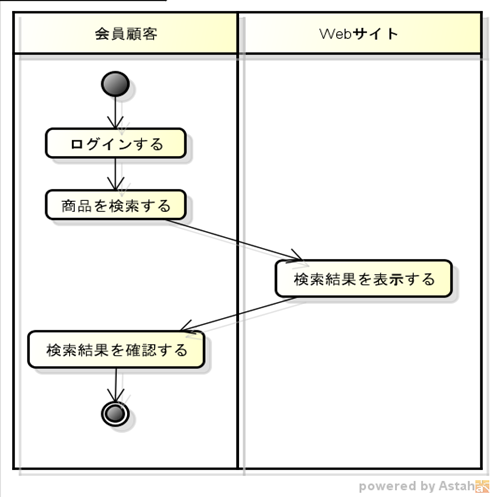 会員顧客
Webサイト
ログインする
商品を検索する
検索結果を表示する
検索結果を確認する
powered by Astah